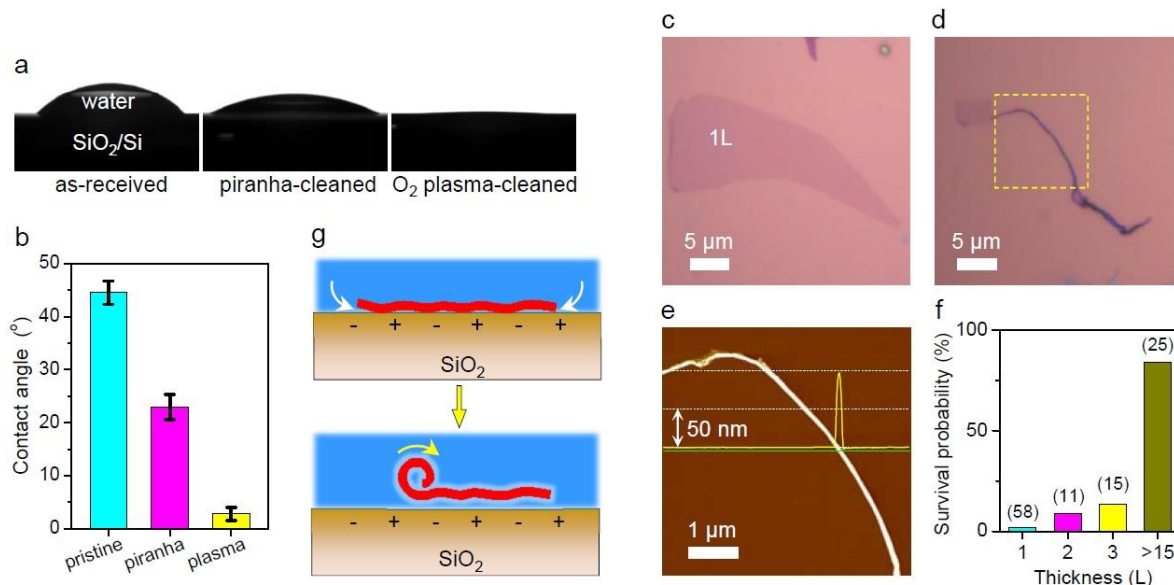 a
water
SiO₂/Si
as-received
piranha-cleaned
O₂ plasma-cleaned
b
Contact angle (°)
50
40
30
20
10
0
pristine
piranha
plasma
g
- + - + - +
SiO₂
- + - + - +
SiO₂
c
1L
5 μm
d
5 μm
e
50 nm
1 μm
f
Survival probability (%)
100
50
0
(58)
(11)
(15)
(25)
1 2 3 >15
Thickness (L)